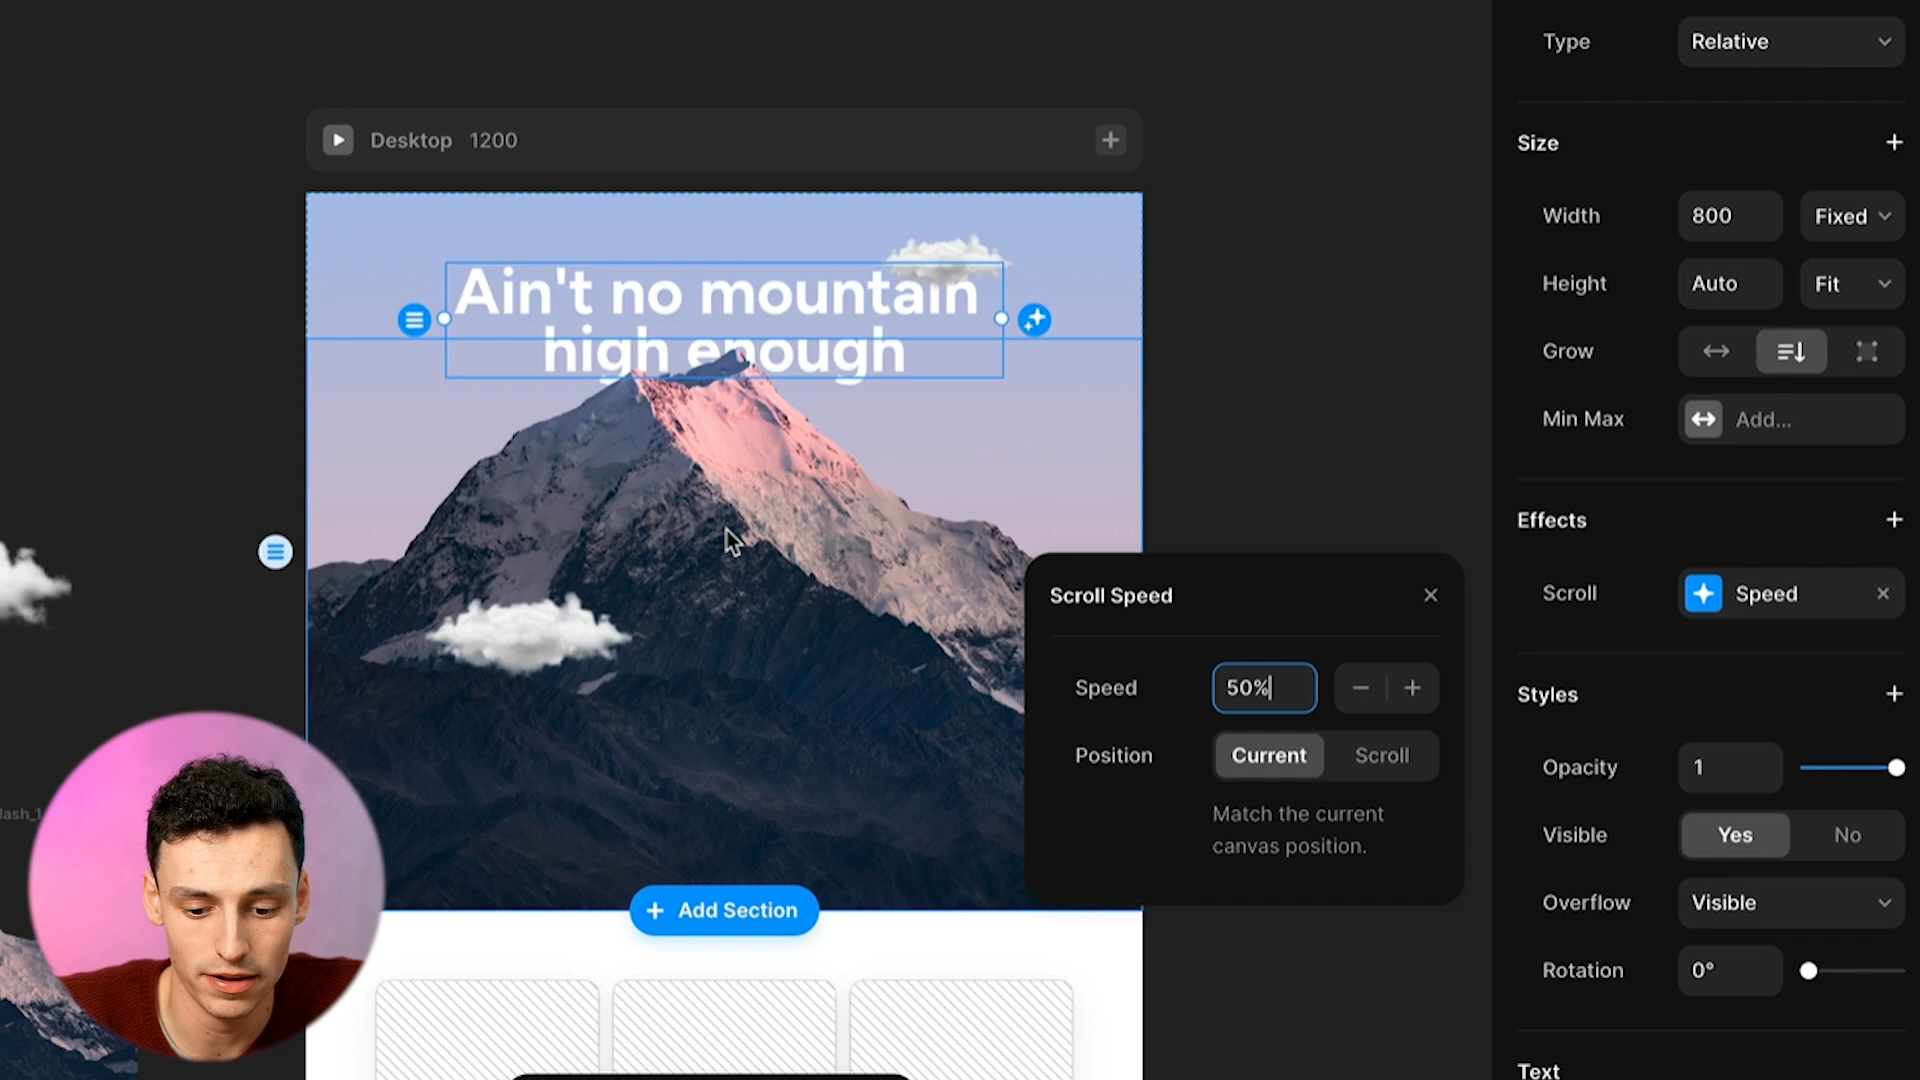 Type
Relative
Desktop 1200
Size
Width
800
Fixed
Ain't no mountain
high enough
Height
Auto
Fit
Grow
Min Max
Add...
Effects
Scroll
Speed
Scroll Speed
Speed
50%
Position
Current
Scroll
Match the current
canvas position.
Styles
Opacity
1
Visible
Yes
No
lash_1
Add Section
Overflow
Visible
Rotation
0°
Text